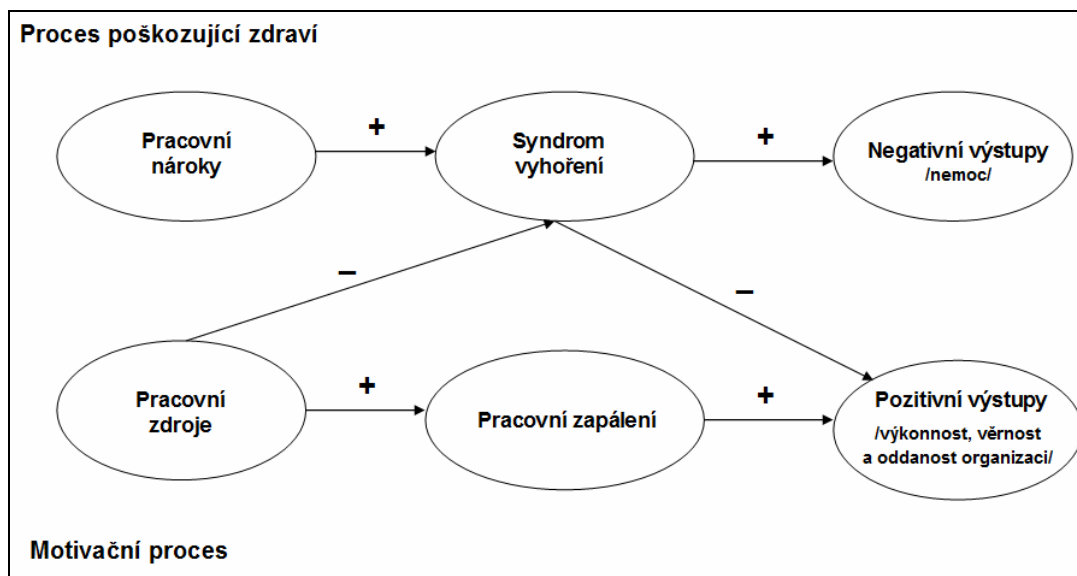 Proces poškozující zdraví
Pracovní
nároky
+
Syndrom
vyhoření
+
Negativní výstupy
/nemoc/
–
–
Pracovní
zdroje
+
Pracovní zapálení
+
Pozitivní výstupy
/výkonnost, věrnost
a oddanost organizaci/
Motivační proces